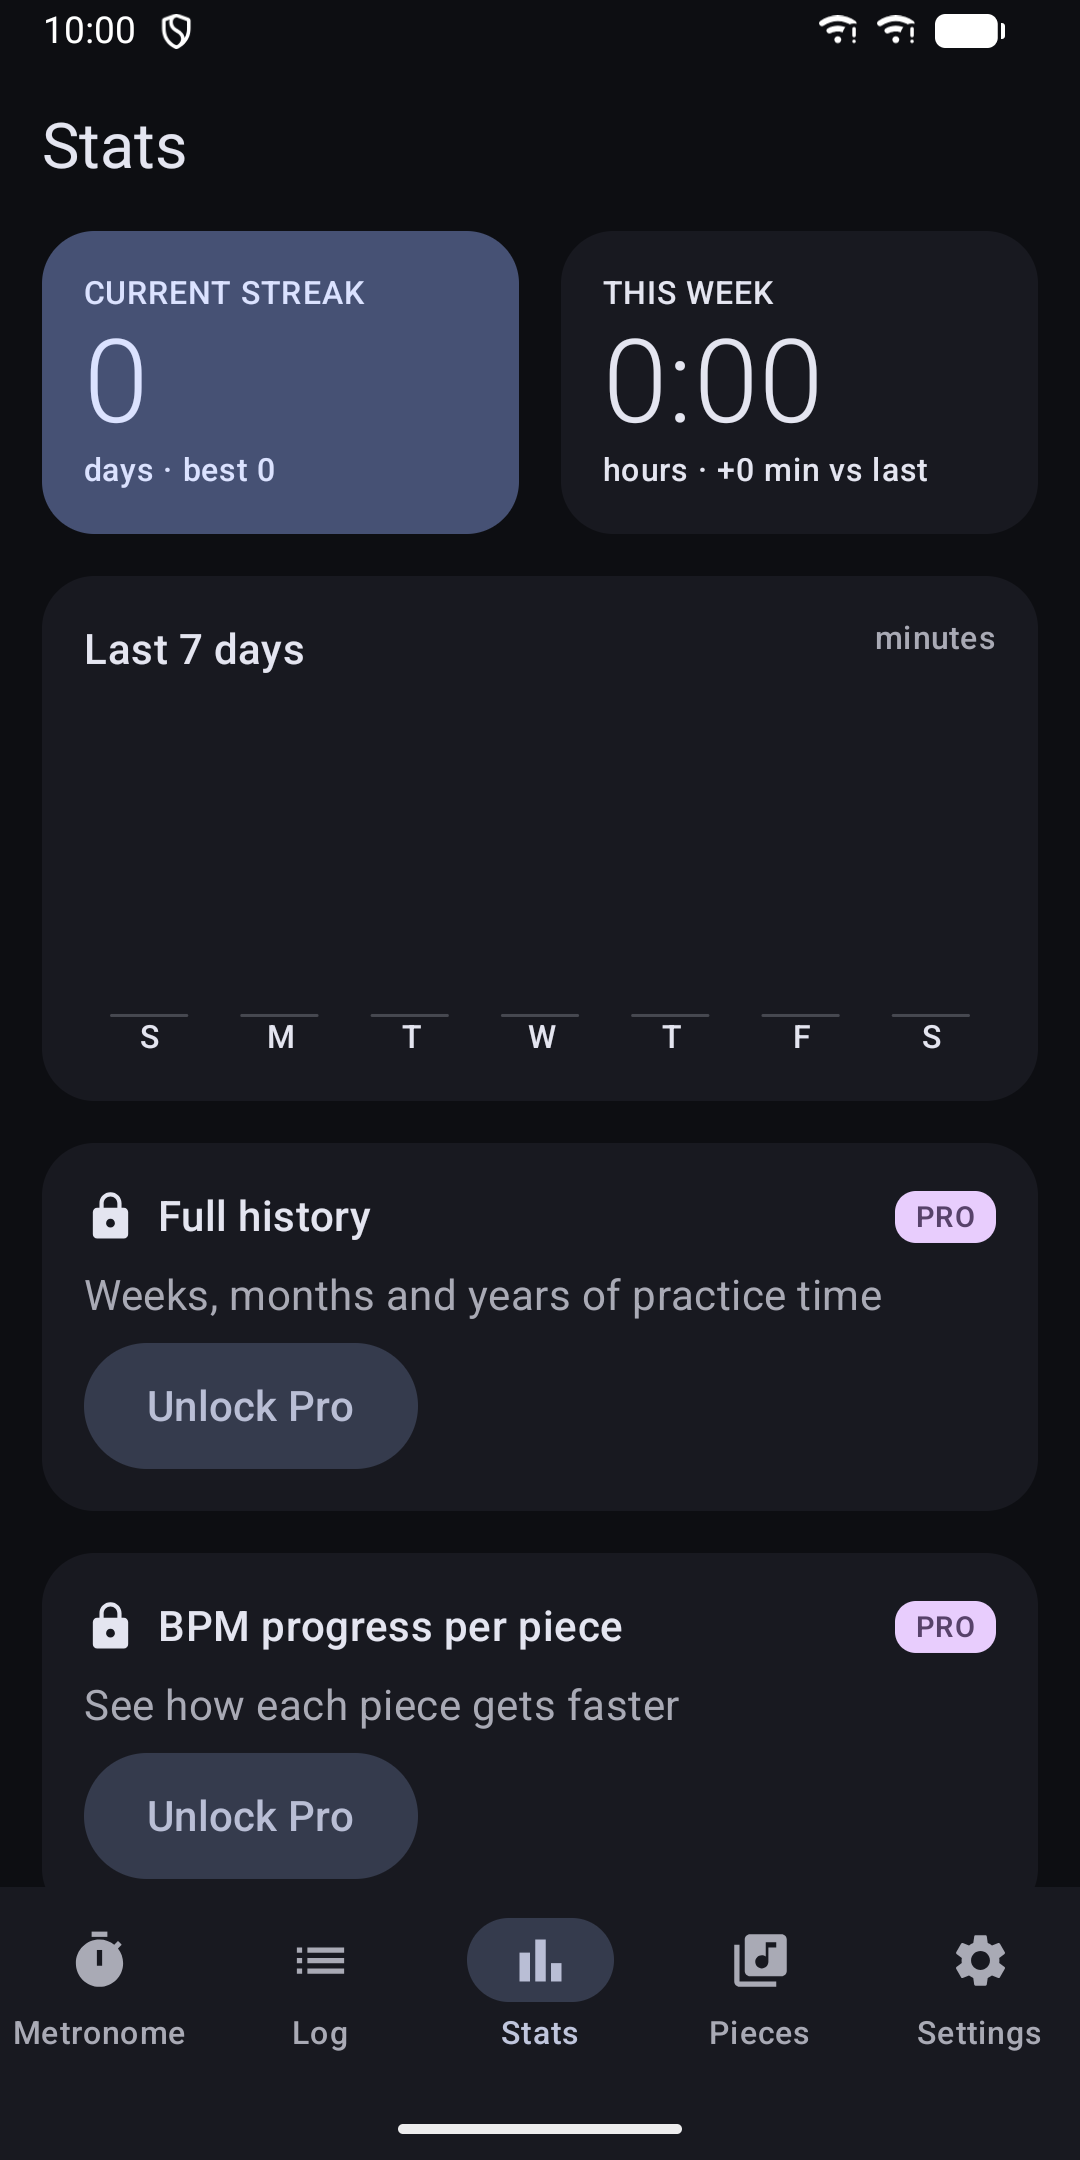 10:00
Stats
CURRENT STREAK
0
days · best 0
THIS WEEK
0:00
hours · +0 min vs last
Last 7 days
minutes
S M T W T F S
Full history
PRO
Weeks, months and years of practice time
Unlock Pro
BPM progress per piece
PRO
See how each piece gets faster
Unlock Pro
Metronome Log Stats Pieces Settings